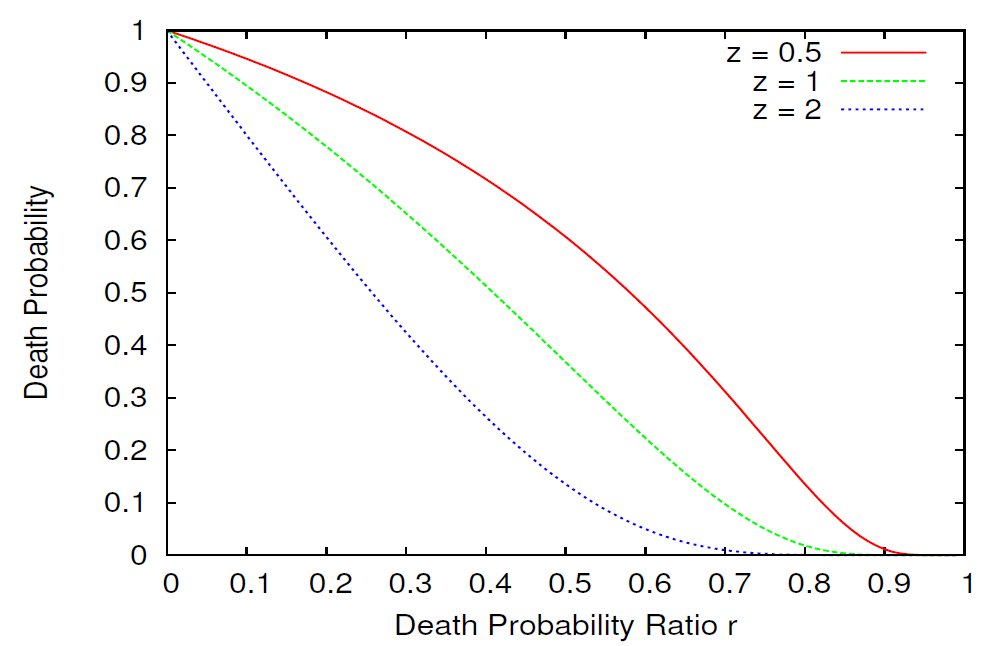 Death Probability
1
0.9
0.8
0.7
0.6
0.5
0.4
0.3
0.2
0.1
0
z = 0.5
z = 1
z = 2
0 0.1 0.2 0.3 0.4 0.5 0.6 0.7 0.8 0.9 1
Death Probability Ratio r